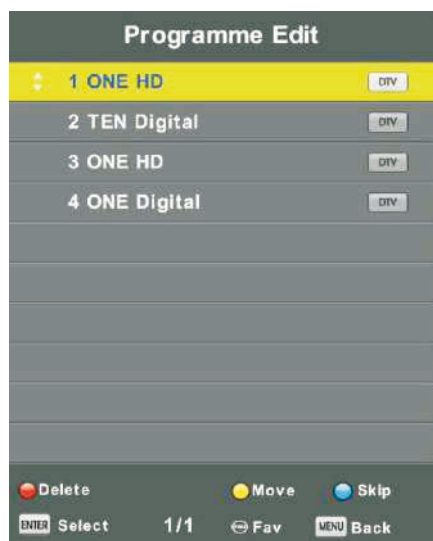 Programme Edit
1 ONE HD DTV
2 TEN Digital DTV
3 ONE HD DTV
4 ONE Digital DTV
Delete Move Skip
ENTER Select 1/1 Fav MENU Back